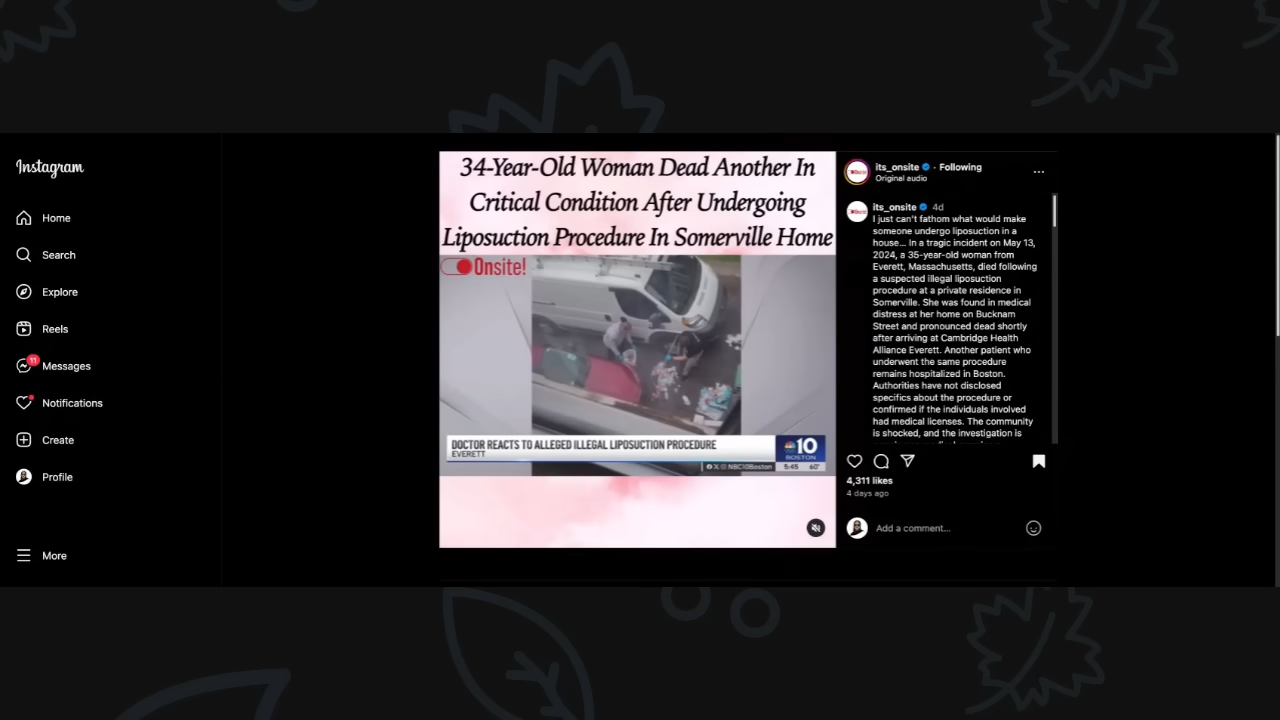 Instagram
Home
Search
Explore
Reels
11
Messages
Notifications
Create
Profile
More
34-Year-Old Woman Dead Another In
Critical Condition After Undergoing
Liposuction Procedure In Somerville Home
Onsite!
DOCTOR REACTS TO ALLEGED ILLEGAL LIPOSUCTION PROCEDURE
EVERETT
NBC10Boston
10
BOSTON
5:45 60°
its_onsite · Following
Original audio
its_onsite 4d
I just can't fathom what would make
someone undergo liposuction in a
house... In a tragic incident on May 13,
2024, a 35-year-old woman from
Everett, Massachusetts, died following
a suspected illegal liposuction
procedure at a private residence in
Somerville. She was found in medical
distress at her home on Bucknam
Street and pronounced dead shortly
after arriving at Cambridge Health
Alliance Everett. Another patient who
underwent the same procedure
remains hospitalized in Boston.
Authorities have not disclosed
specifics about the procedure or
confirmed if the individuals involved
had medical licenses. The community
is shocked, and the investigation is
4,311 likes
4 days ago
Add a comment...